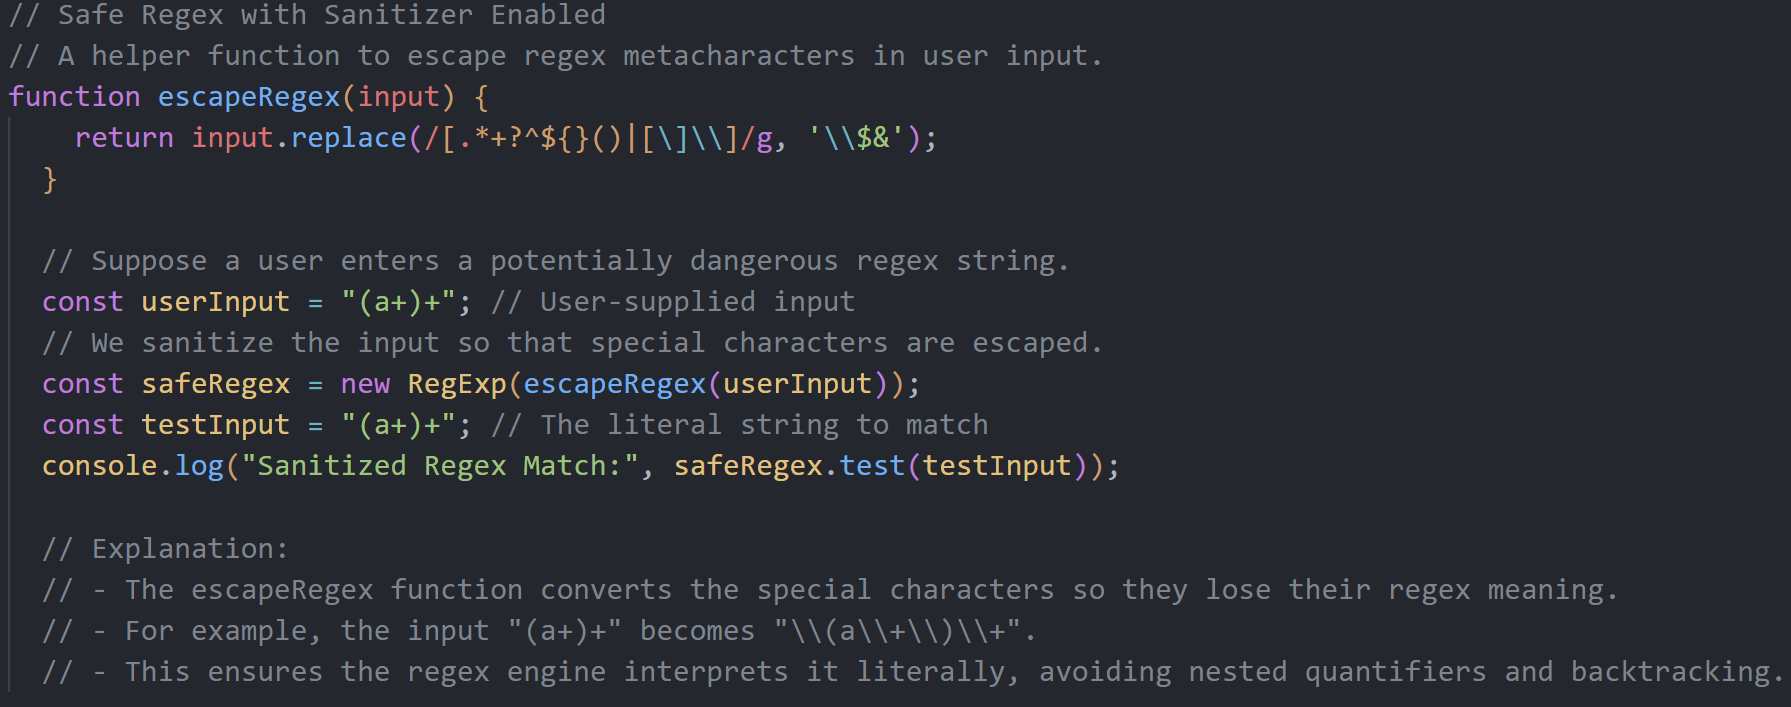 // Safe Regex with Sanitizer Enabled
// A helper function to escape regex metacharacters in user input.
function escapeRegex(input) {
    return input.replace(/[.*+?^${}()|[\]\\]/g, '\\$&');
  }

  // Suppose a user enters a potentially dangerous regex string.
  const userInput = "(a+)+"; // User-supplied input
  // We sanitize the input so that special characters are escaped.
  const safeRegex = new RegExp(escapeRegex(userInput));
  const testInput = "(a+)+"; // The literal string to match
  console.log("Sanitized Regex Match:", safeRegex.test(testInput));

  // Explanation:
  // - The escapeRegex function converts the special characters so they lose their regex meaning.
  // - For example, the input "(a+)+" becomes "\\(a\\+\\)\\+".
  // - This ensures the regex engine interprets it literally, avoiding nested quantifiers and backtracking.